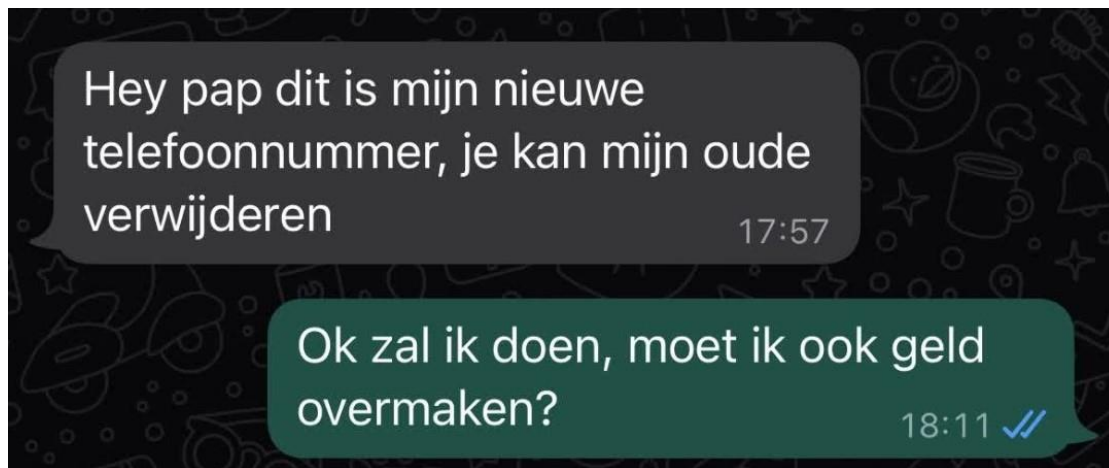 Hey pap dit is mijn nieuwe
telefoonnummer, je kan mijn oude
verwijderen
17:57
Ok zal ik doen, moet ik ook geld
overmaken?
18:11